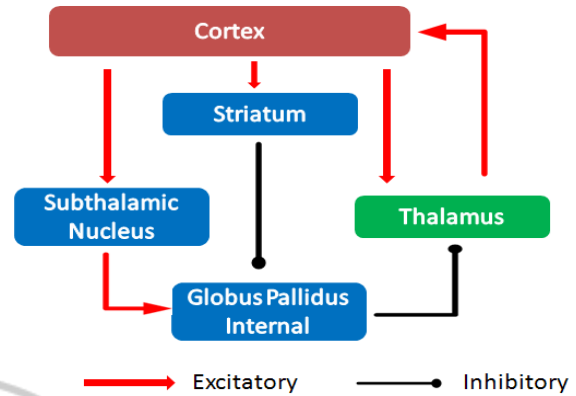 Cortex
Striatum
Subthalamic
Nucleus
Thalamus
Globus Pallidus
Internal
Excitatory
Inhibitory